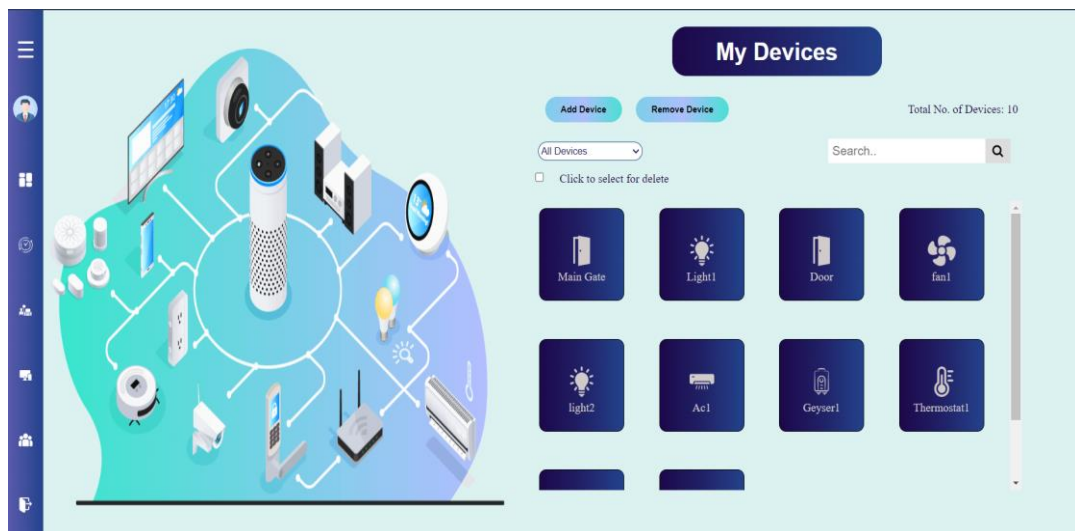 My Devices
Add Device
Remove Device
Total No. of Devices: 10
All Devices
Search..
Click to select for delete
Main Gate
Light1
Door
fan1
light2
Ac1
Geyser1
Thermostat1